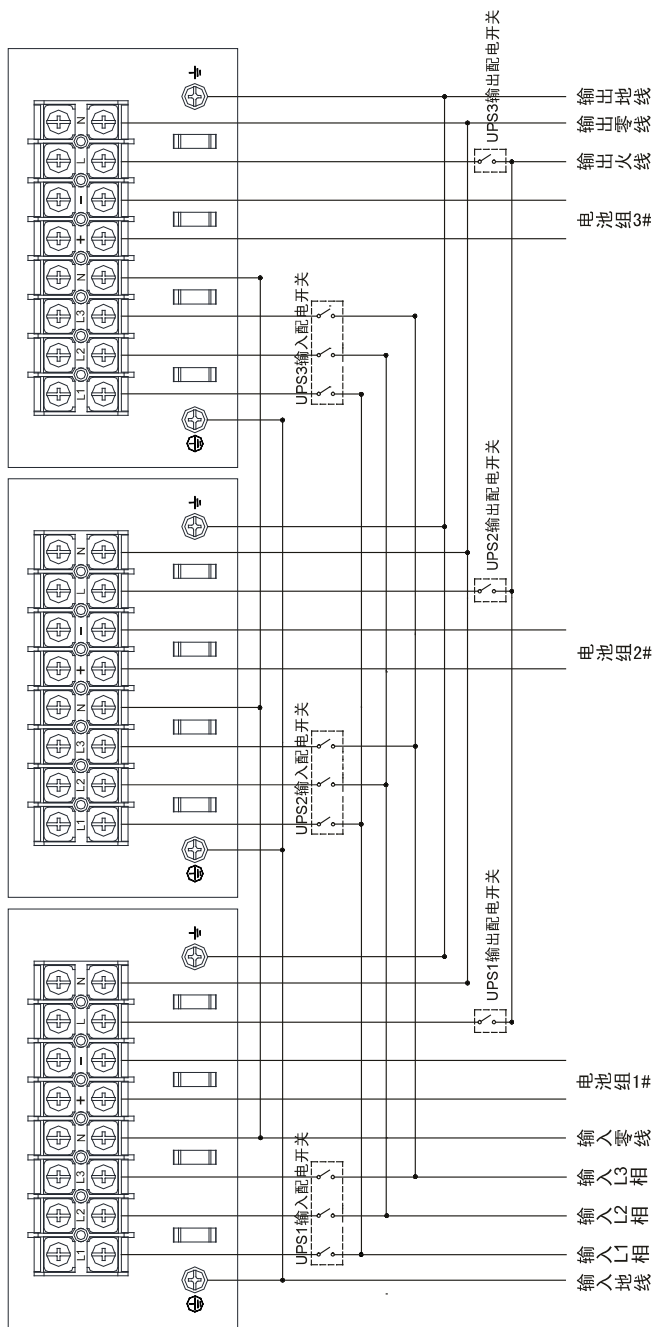 N
L
−
+
N
L3
L2
L1
UPS3输出配电开关
UPS3输入配电开关
输出地线
输出零线
输出火线
电池组3#
N
L
−
+
N
L3
L2
L1
UPS2输出配电开关
UPS2输入配电开关
电池组2#
N
L
−
+
N
L3
L2
L1
UPS1输出配电开关
UPS1输入配电开关
电池组1#
输入零线
输入L3相
输入L2相
输入L1相
输入地线